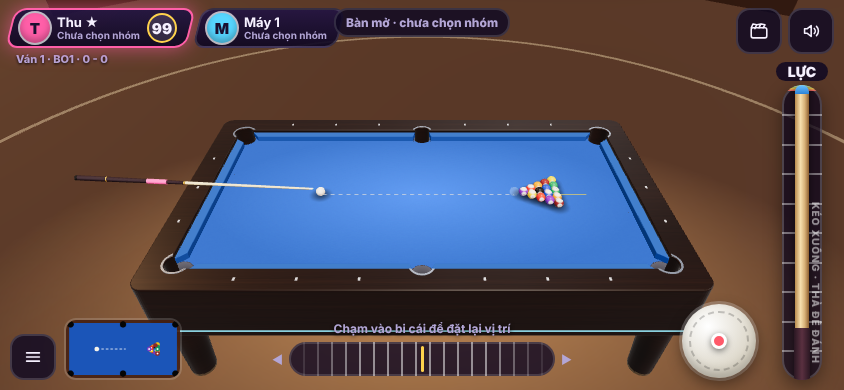 T
Thu ★
Chưa chọn nhóm
99
M
Máy 1
Chưa chọn nhóm
Bàn mở · chưa chọn nhóm
Ván 1 · BO1 · 0 - 0
LỰC
KÉO XUỐNG · THẢ ĐỂ ĐÁNH
Chạm vào bi cái để đặt lại vị trí